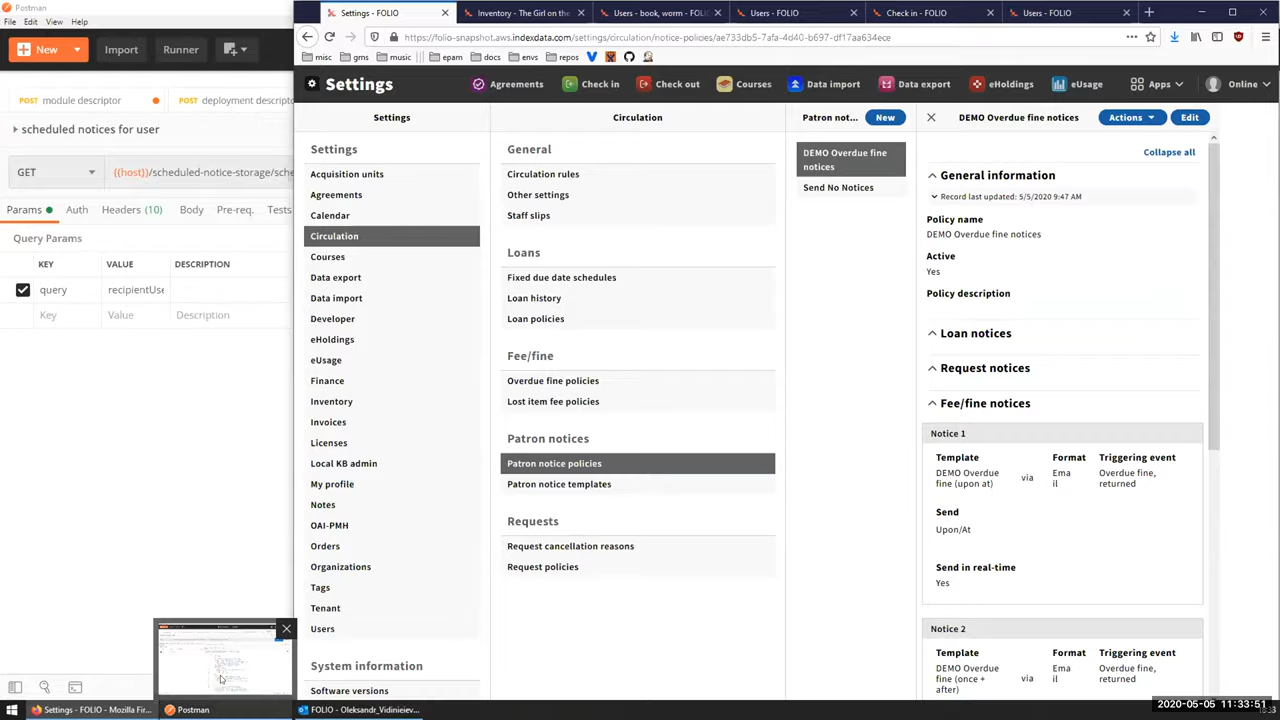 Postman
File Edit View Help
New
Import
Runner
POST module descriptor
POST deployment descripto
scheduled notices for user
GET
{{rest}}/scheduled-notice-storage/sche
Params
Auth
Headers (10)
Body
Pre-req.
Tests
Query Params
KEY
VALUE
DESCRIPTION
query
recipientUse
Key
Value
Description
Settings - FOLIO
Inventory - The Girl on the
Users - book, worm - FOLIO
Users - FOLIO
Check in - FOLIO
Users - FOLIO
https://folio-snapshot.aws.indexdata.com/settings/circulation/notice-policies/ae733db5-7afa-4d40-b697-df17aa634ece
misc
gms
music
epam
docs
envs
repos
Settings
Agreements
Check in
Check out
Courses
Data import
Data export
eHoldings
eUsage
Apps
Online
Settings
Settings
Acquisition units
Agreements
Calendar
Circulation
Courses
Data export
Data import
Developer
eHoldings
eUsage
Finance
Inventory
Invoices
Licenses
Local KB admin
My profile
Notes
OAI-PMH
Orders
Organizations
Tags
Tenant
Users
System information
Software versions
Circulation
General
Circulation rules
Other settings
Staff slips
Loans
Fixed due date schedules
Loan history
Loan policies
Fee/fine
Overdue fine policies
Lost item fee policies
Patron notices
Patron notice policies
Patron notice templates
Requests
Request cancellation reasons
Request policies
Patron not...
New
DEMO Overdue fine
notices
Send No Notices
DEMO Overdue fine notices
Actions
Edit
Collapse all
General information
Record last updated: 5/5/2020 9:47 AM
Policy name
DEMO Overdue fine notices
Active
Yes
Policy description
Loan notices
Request notices
Fee/fine notices
Notice 1
Template
DEMO Overdue
fine (upon at)
via
Format
Ema
il
Triggering event
Overdue fine,
returned
Send
Upon/At
Send in real-time
Yes
Notice 2
Template
DEMO Overdue
fine (once +
after)
via
Format
Ema
il
Triggering event
Overdue fine,
returned
Settings - FOLIO - Mozilla Fir...
Postman
FOLIO - Oleksandr_Vidinieiev...
2020-05-05 11:33:51